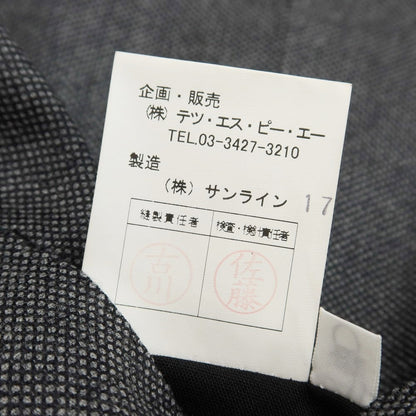 企画・販売
(株) テツ・エス・ピー・エー
TEL.03-3427-3210
製造
(株) サンライン 17
縫製責任者 検査・検針責任者
古川 佐藤